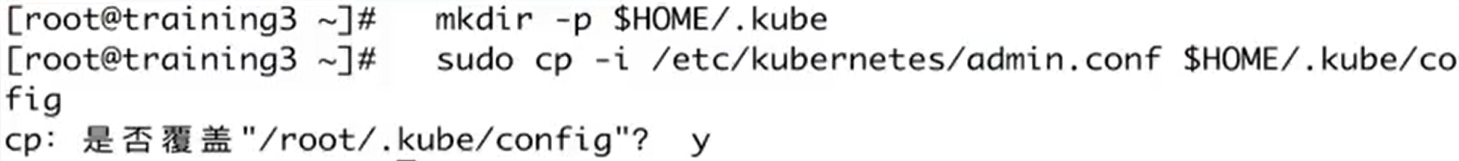 [root@training3 ~]#   mkdir -p $HOME/.kube
[root@training3 ~]#   sudo cp -i /etc/kubernetes/admin.conf $HOME/.kube/co
fig
cp: 是否覆盖"/root/.kube/config"?  y